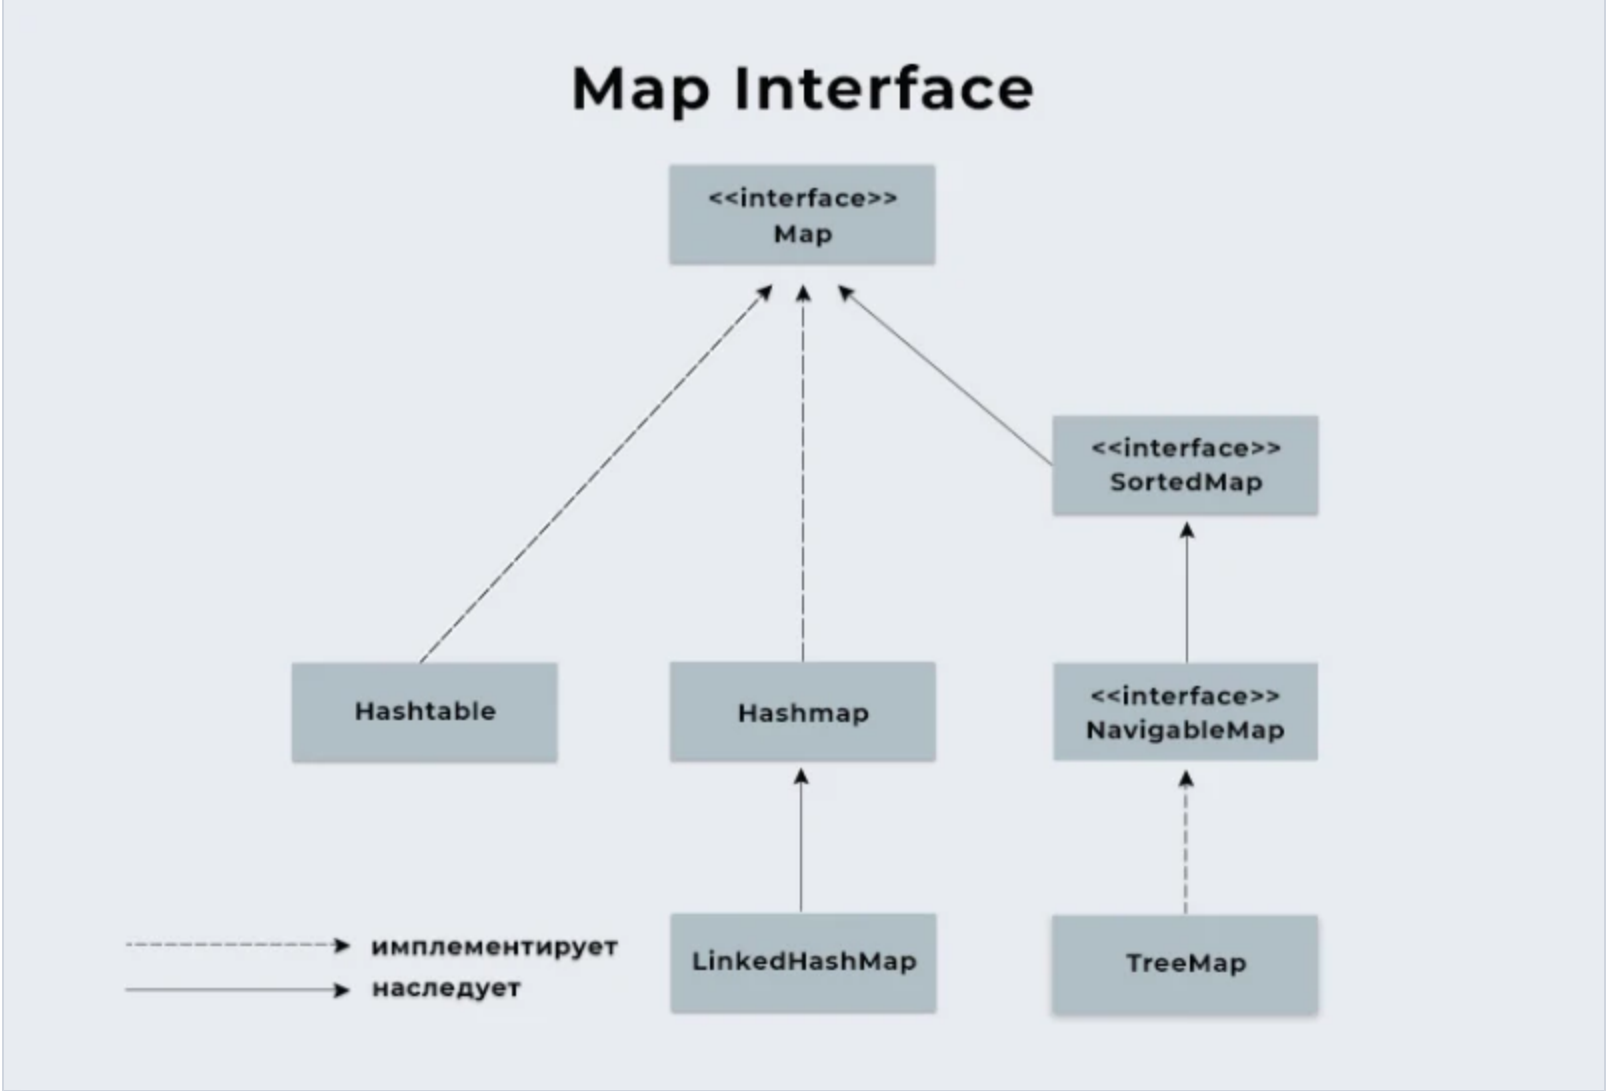 Map Interface
<<interface>>
Map
<<interface>>
SortedMap
Hashtable
Hashmap
<<interface>>
NavigableMap
LinkedHashMap
TreeMap
имплементирует
наследует